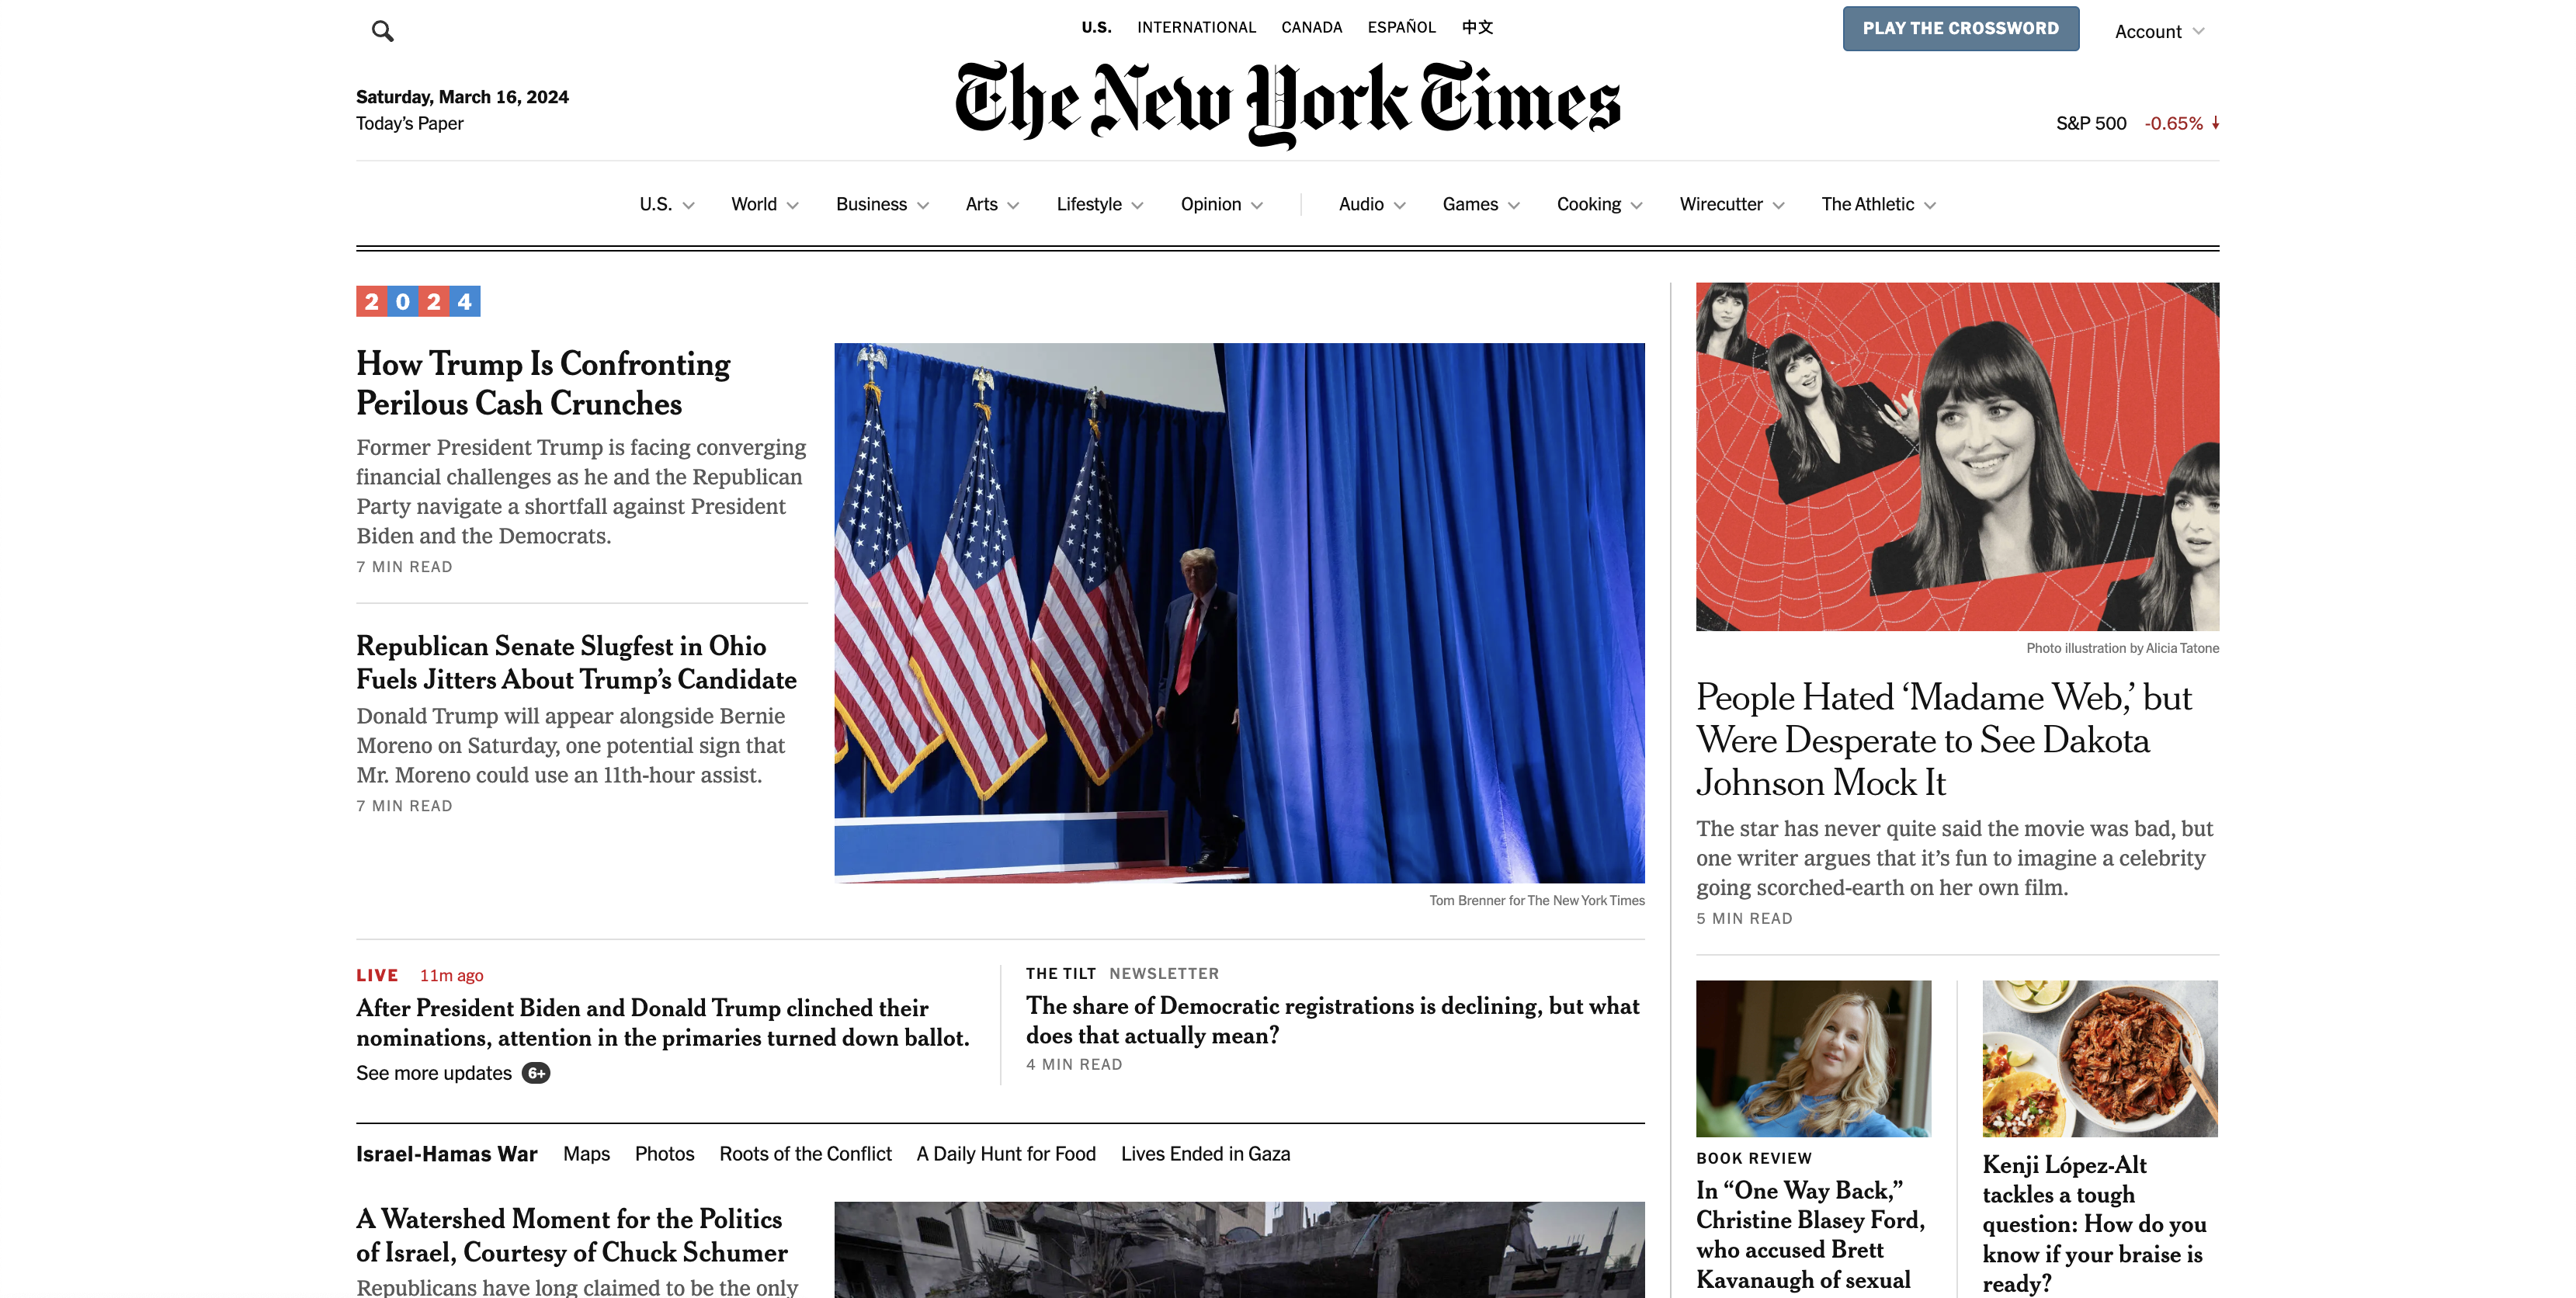 U.S. INTERNATIONAL CANADA ESPAÑOL 中文
PLAY THE CROSSWORD
Account
Saturday, March 16, 2024
Today’s Paper
The New York Times
S&P 500 -0.65%
U.S. World Business Arts Lifestyle Opinion Audio Games Cooking Wirecutter The Athletic
2024
How Trump Is Confronting
Perilous Cash Crunches
Former President Trump is facing converging
financial challenges as he and the Republican
Party navigate a shortfall against President
Biden and the Democrats.
7 MIN READ
Republican Senate Slugfest in Ohio
Fuels Jitters About Trump’s Candidate
Donald Trump will appear alongside Bernie
Moreno on Saturday, one potential sign that
Mr. Moreno could use an 11th-hour assist.
7 MIN READ
Tom Brenner for The New York Times
LIVE 11m ago
After President Biden and Donald Trump clinched their
nominations, attention in the primaries turned down ballot.
See more updates 6+
THE TILT NEWSLETTER
The share of Democratic registrations is declining, but what
does that actually mean?
4 MIN READ
Israel-Hamas War Maps Photos Roots of the Conflict A Daily Hunt for Food Lives Ended in Gaza
A Watershed Moment for the Politics
of Israel, Courtesy of Chuck Schumer
Republicans have long claimed to be the only
Photo illustration by Alicia Tatone
People Hated ‘Madame Web,’ but
Were Desperate to See Dakota
Johnson Mock It
The star has never quite said the movie was bad, but
one writer argues that it’s fun to imagine a celebrity
going scorched-earth on her own film.
5 MIN READ
BOOK REVIEW
In “One Way Back,”
Christine Blasey Ford,
who accused Brett
Kavanaugh of sexual
Kenji López-Alt
tackles a tough
question: How do you
know if your braise is
ready?